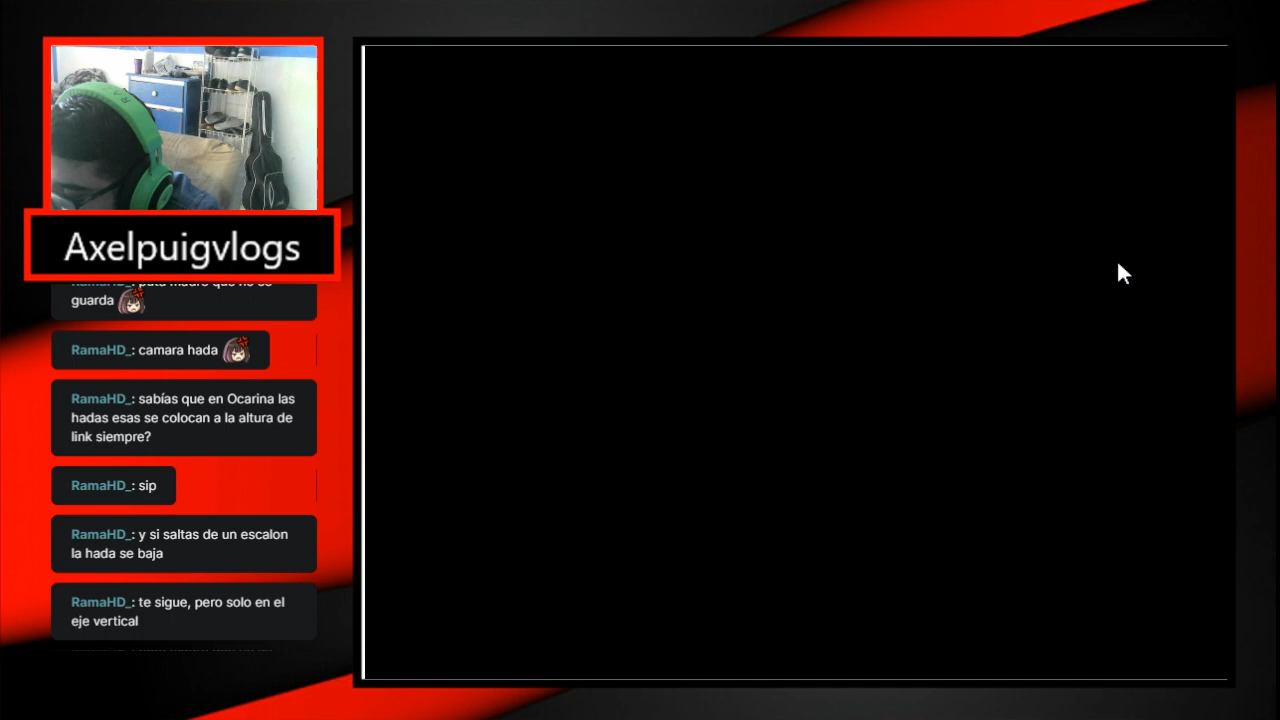 Axelpuigvlogs
guarda
RamaHD_: camara hada
RamaHD_: sabías que en Ocarina las
hadas esas se colocan a la altura de
link siempre?
RamaHD_: sip
RamaHD_: y si saltas de un escalon
la hada se baja
RamaHD_: te sigue, pero solo en el
eje vertical